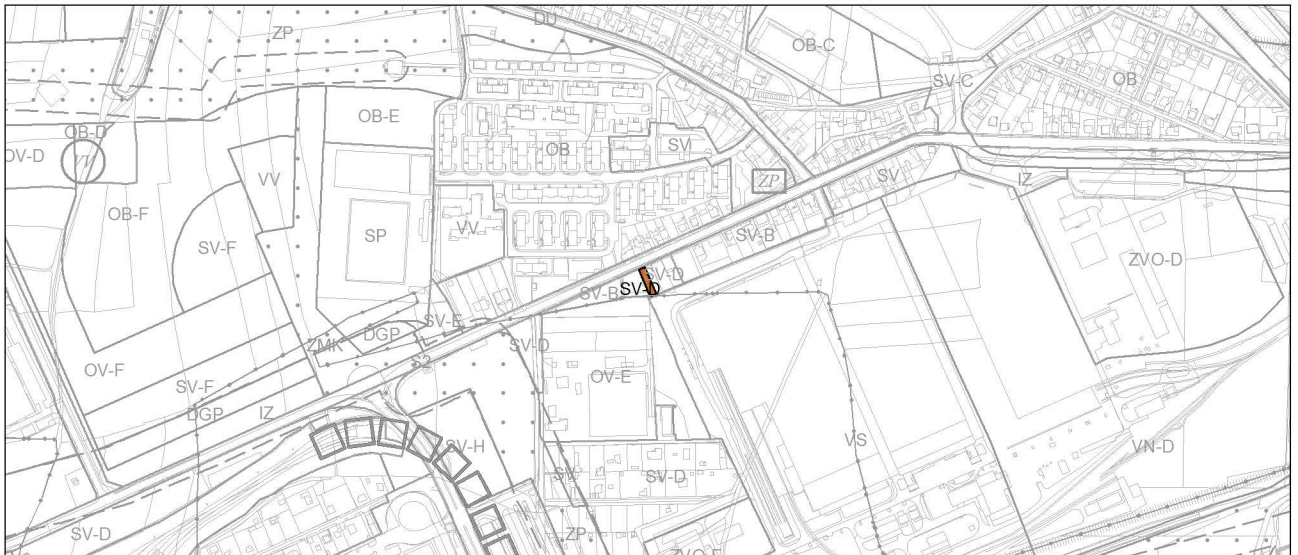 DU
ZP
OB-C
SV-C
OB
OB-E
OB-D
OV-D
VV
OB
SV
VV
ZP
SV
IZ
OB-F
SV-F
SP
VV
SV-B
ZVO-D
SV-D
SV-D
SV-B
SV-E
DGP
ZMK
S2
SV-D
OV-F
OV-E
SV-F
DGP
IZ
SV-H
VS
VN-D
SV
SV-D
SV-D
ZP